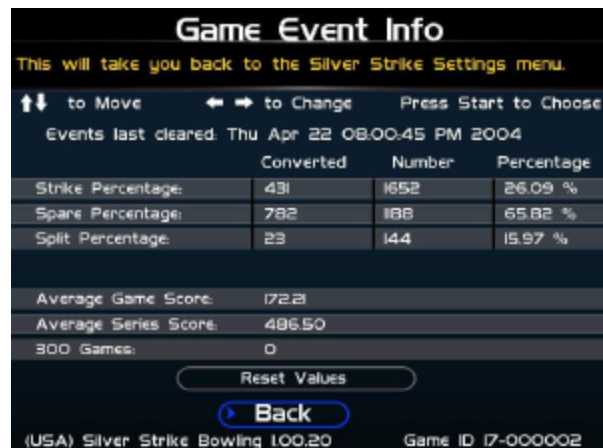 Game Event Info
This will take you back to the Silver Strike Settings menu.
to Move to Change Press Start to Choose
Events last cleared: Thu Apr 22 08:00:45 PM 2004
Converted Number Percentage
Strike Percentage: 431 1652 26.09 %
Spare Percentage: 782 1188 65.82 %
Split Percentage: 23 144 15.97 %
Average Game Score: 172.21
Average Series Score: 486.50
300 Games: 0
Reset Values
Back
(USA) Silver Strike Bowling 1.00.20 Game ID 17-000002